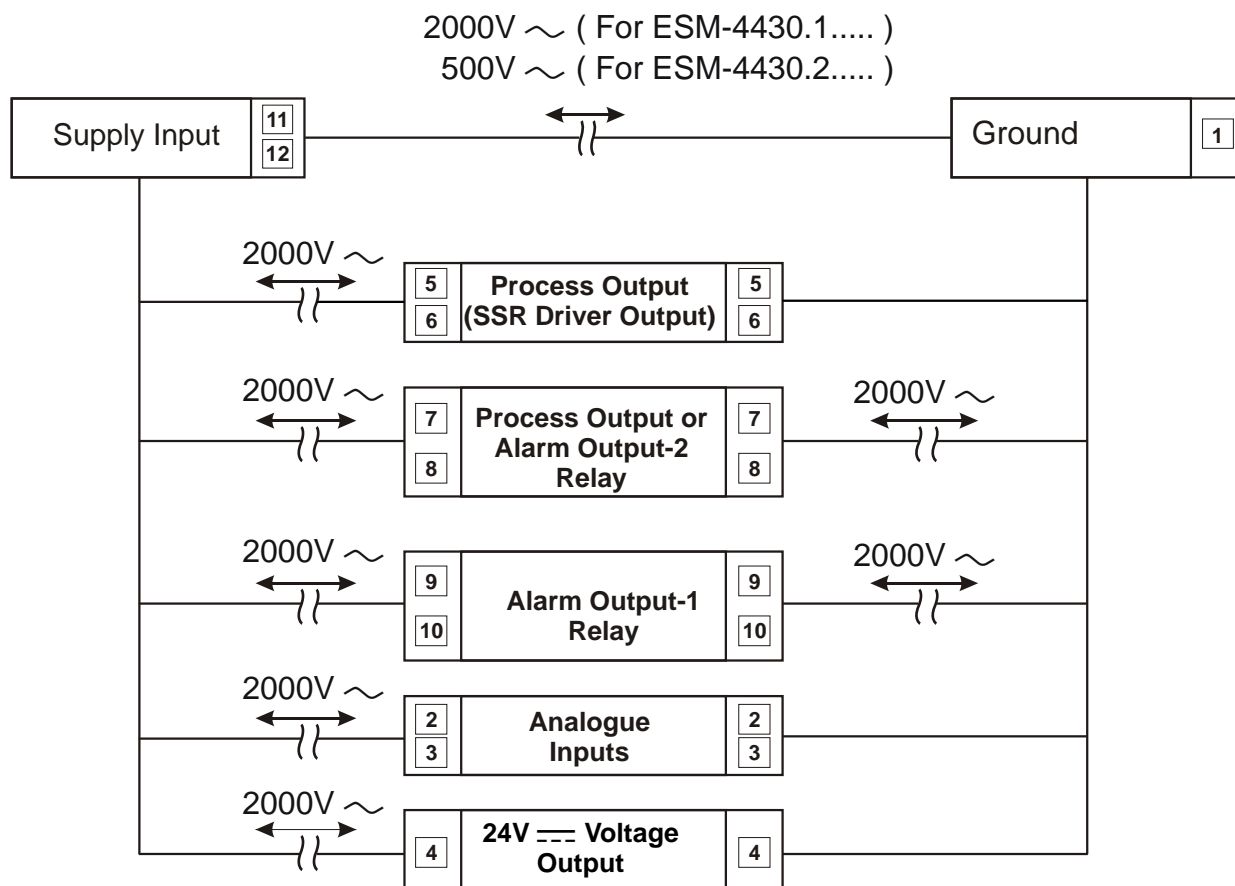 2000V ~ ( For ESM-4430.1..... )
500V ~ ( For ESM-4430.2..... )
Supply Input
11
12
Ground
1
2000V ~
5
6
Process Output
(SSR Driver Output)
5
6
2000V ~
7
8
Process Output or
Alarm Output-2
Relay
7
8
2000V ~
2000V ~
9
10
Alarm Output-1
Relay
9
10
2000V ~
2000V ~
2
3
Analogue
Inputs
2
3
2000V ~
4
24V ⎓ Voltage
Output
4